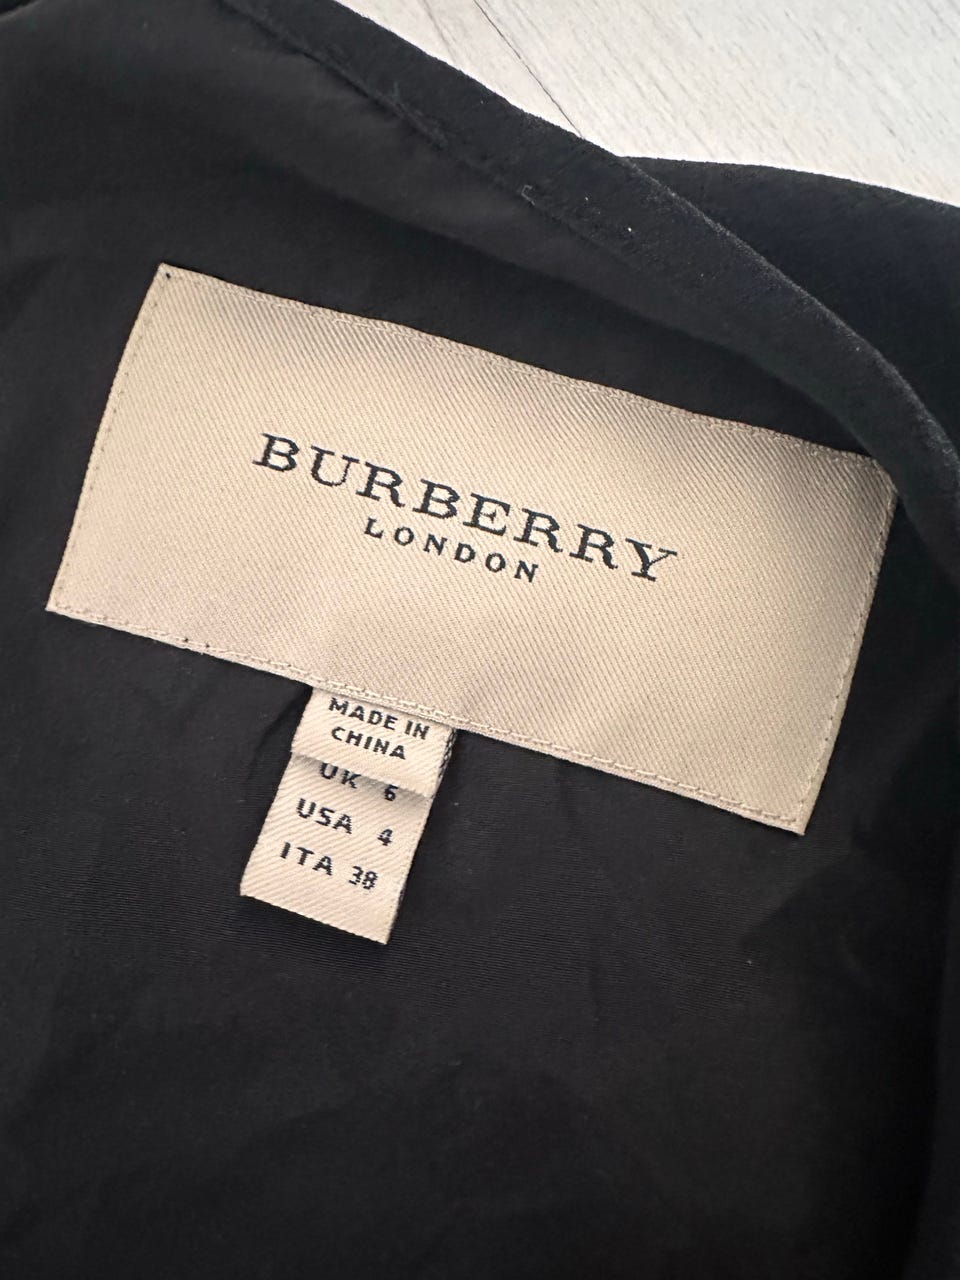 BURBERRY
LONDON
MADE IN
CHINA
UK 6
USA 4
ITA 38